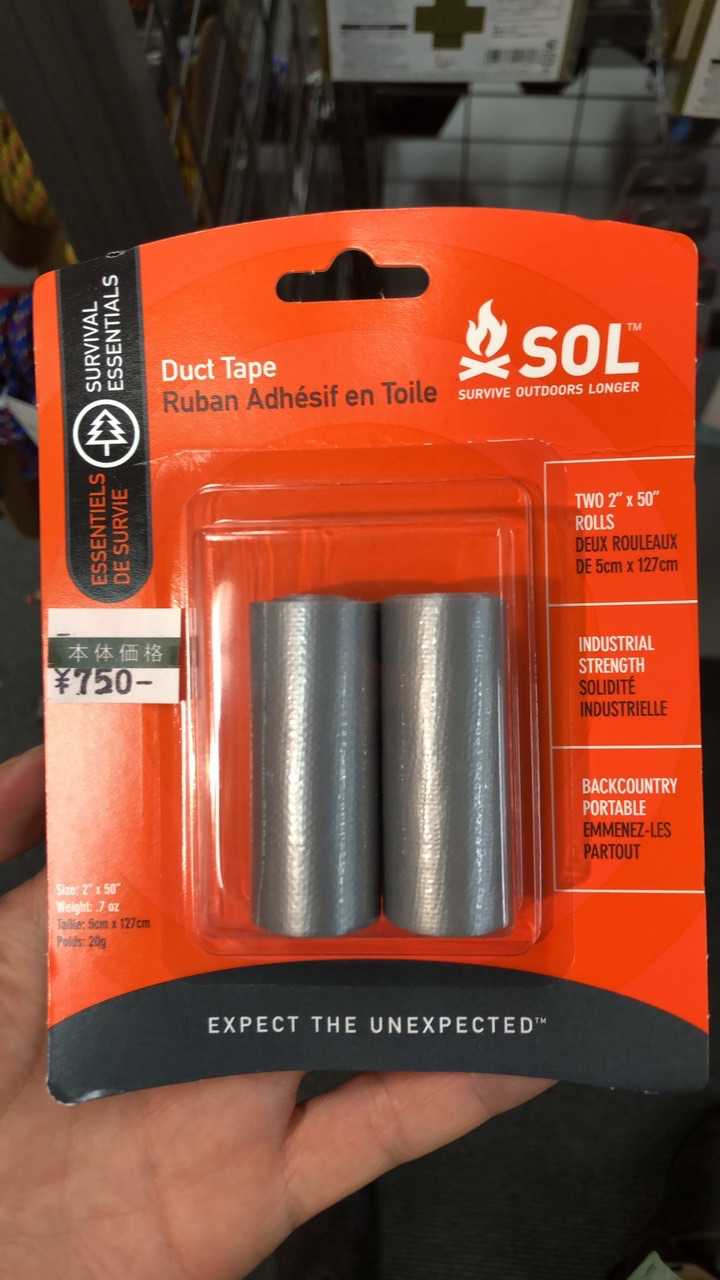 SURVIVAL
ESSENTIALS
ESSENTIELS
DE SURVIE
Duct Tape
Ruban Adhésif en Toile
SOL™
SURVIVE OUTDOORS LONGER
TWO 2" x 50"
ROLLS
DEUX ROULEAUX
DE 5cm x 127cm
INDUSTRIAL
STRENGTH
SOLIDITÉ
INDUSTRIELLE
BACKCOUNTRY
PORTABLE
EMMENEZ-LES
PARTOUT
本体価格
¥750-
Size: 2" x 50"
Weight: .7 oz
Taille: 5cm x 127cm
Poids: 20g
EXPECT THE UNEXPECTED™